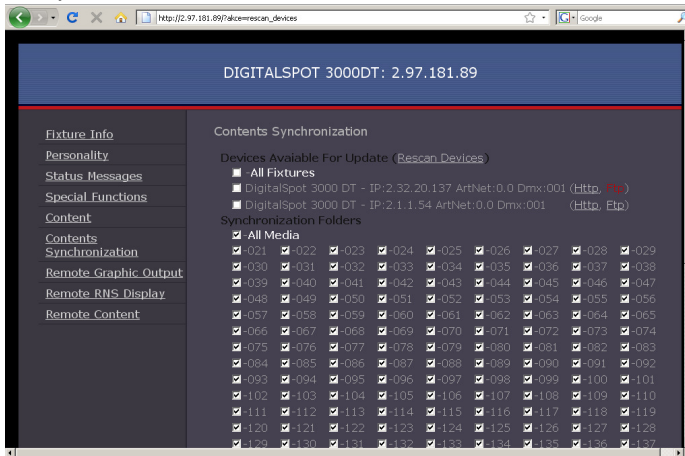 http://2.97.181.89/?akce=rescan_devices
Google
DIGITALSPOT 3000DT: 2.97.181.89
Fixture Info
Personality
Status Messages
Special Functions
Content
Contents
Synchronization
Remote Graphic Output
Remote RNS Display
Remote Content
Contents Synchronization
Devices Avaiable For Update (Rescan Devices)
-All Fixtures
DigitalSpot 3000 DT - IP:2.32.20.137 ArtNet:0.0 Dmx:001 (Http, Ftp)
DigitalSpot 3000 DT - IP:2.1.1.54 ArtNet:0.0 Dmx:001 (Http, Ftp)
Synchronization Folders
-All Media
-021 -022 -023 -024 -025 -026 -027 -028 -029
-030 -031 -032 -033 -034 -035 -036 -037 -038
-039 -040 -041 -042 -043 -044 -045 -046 -047
-048 -049 -050 -051 -052 -053 -054 -055 -056
-057 -058 -059 -060 -061 -062 -063 -064 -065
-066 -067 -068 -069 -070 -071 -072 -073 -074
-075 -076 -077 -078 -079 -080 -081 -082 -083
-084 -085 -086 -087 -088 -089 -090 -091 -092
-093 -094 -095 -096 -097 -098 -099 -100 -101
-102 -103 -104 -105 -106 -107 -108 -109 -110
-111 -112 -113 -114 -115 -116 -117 -118 -119
-120 -121 -122 -123 -124 -125 -126 -127 -128
-129 -130 -131 -132 -133 -134 -135 -136 -137